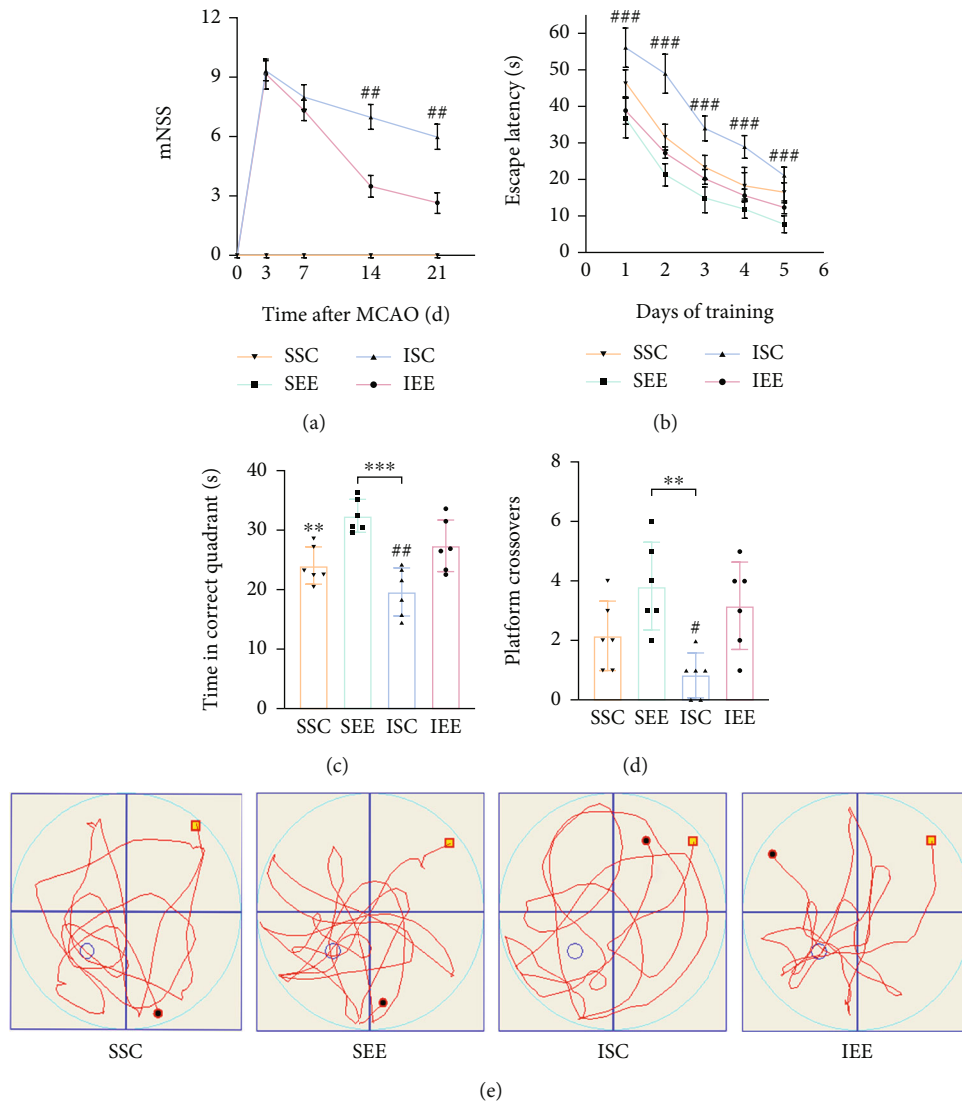 12
9
6
3
0
mNSS
##
##
0 3 7 14 21
Time after MCAO (d)
SSC ISC
SEE IEE
(a)
60
50
40
30
20
10
0
Escape latency (s)
###
###
###
###
###
0 1 2 3 4 5 6
Days of training
SSC ISC
SEE IEE
(b)
40
30
20
10
0
Time in correct quadrant (s)
**
***
##
SSC SEE ISC IEE
(c)
8
6
4
2
0
Platform crossovers
**
#
SSC SEE ISC IEE
(d)
SSC SEE ISC IEE
(e)